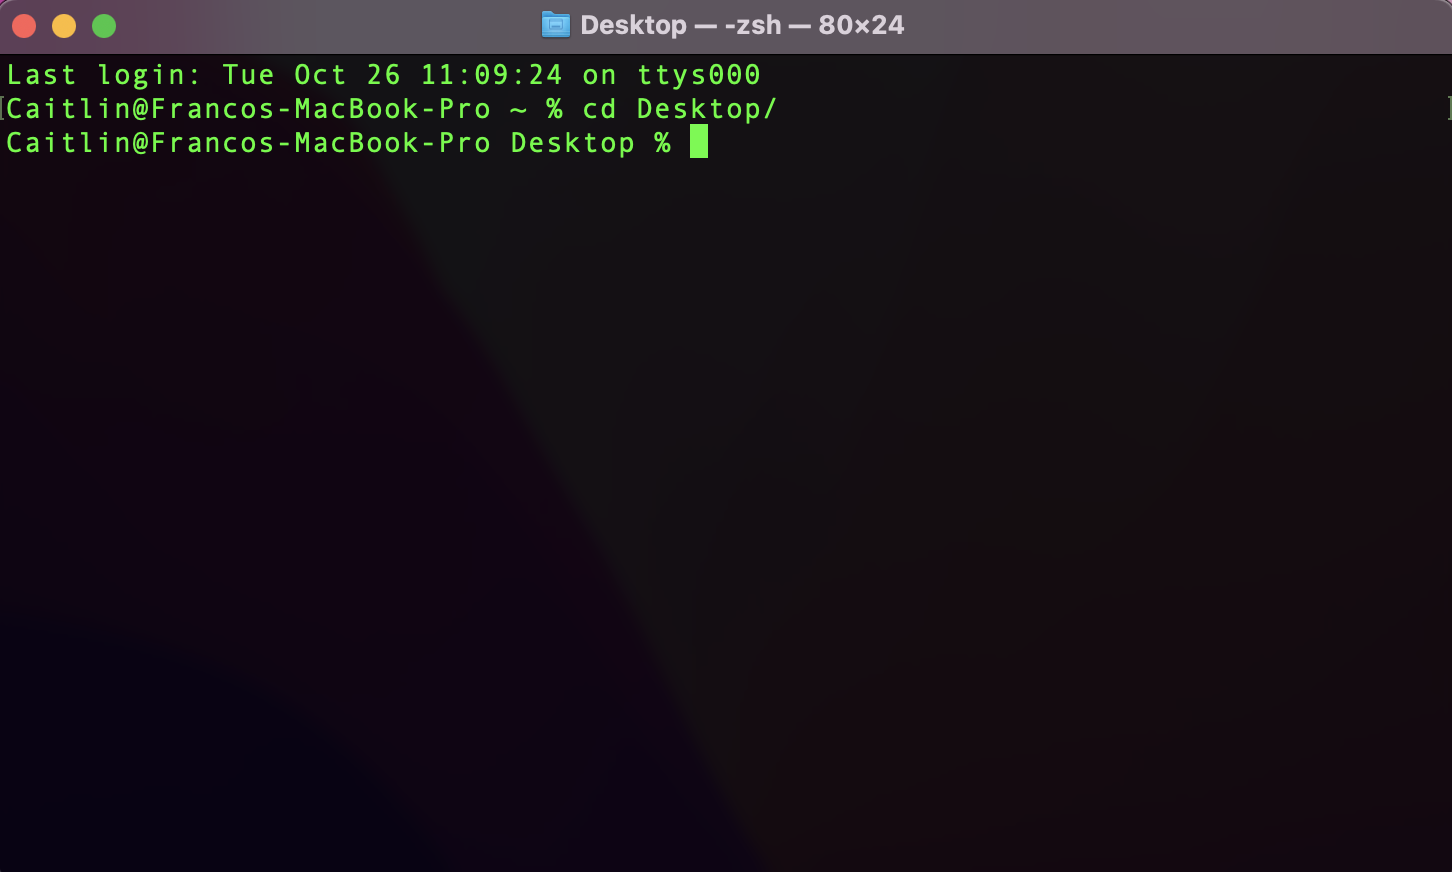 Desktop — -zsh — 80×24
Last login: Tue Oct 26 11:09:24 on ttys000
Caitlin@Francos-MacBook-Pro ~ % cd Desktop/
Caitlin@Francos-MacBook-Pro Desktop %